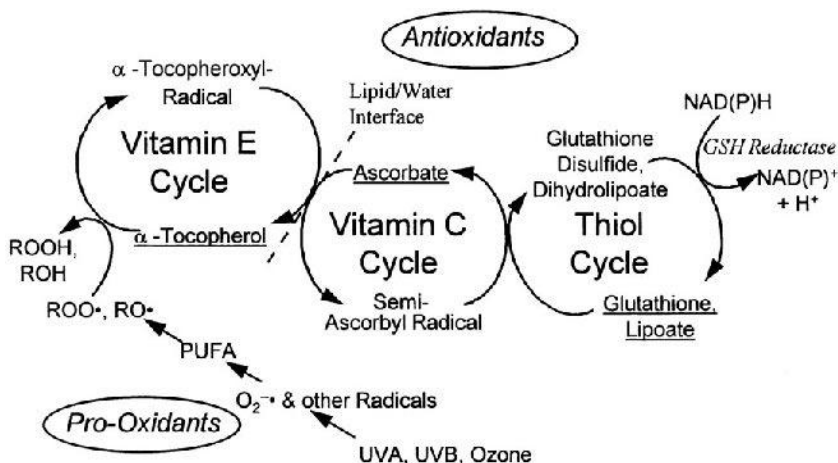 Antioxidants
α -Tocopheroxyl-
Radical
Lipid/Water
Interface
NAD(P)H
Vitamin E
Cycle
Glutathione
Disulfide,
Dihydrolipoate
GSH Reductase
NAD(P)⁺
+ H⁺
Ascorbate
α -Tocopherol
Vitamin C
Cycle
Thiol
Cycle
ROOH,
ROH
Semi-
Ascorbyl Radical
Glutathione,
Lipoate
ROO•, RO•
PUFA
O₂⁻• & other Radicals
Pro-Oxidants
UVA, UVB, Ozone